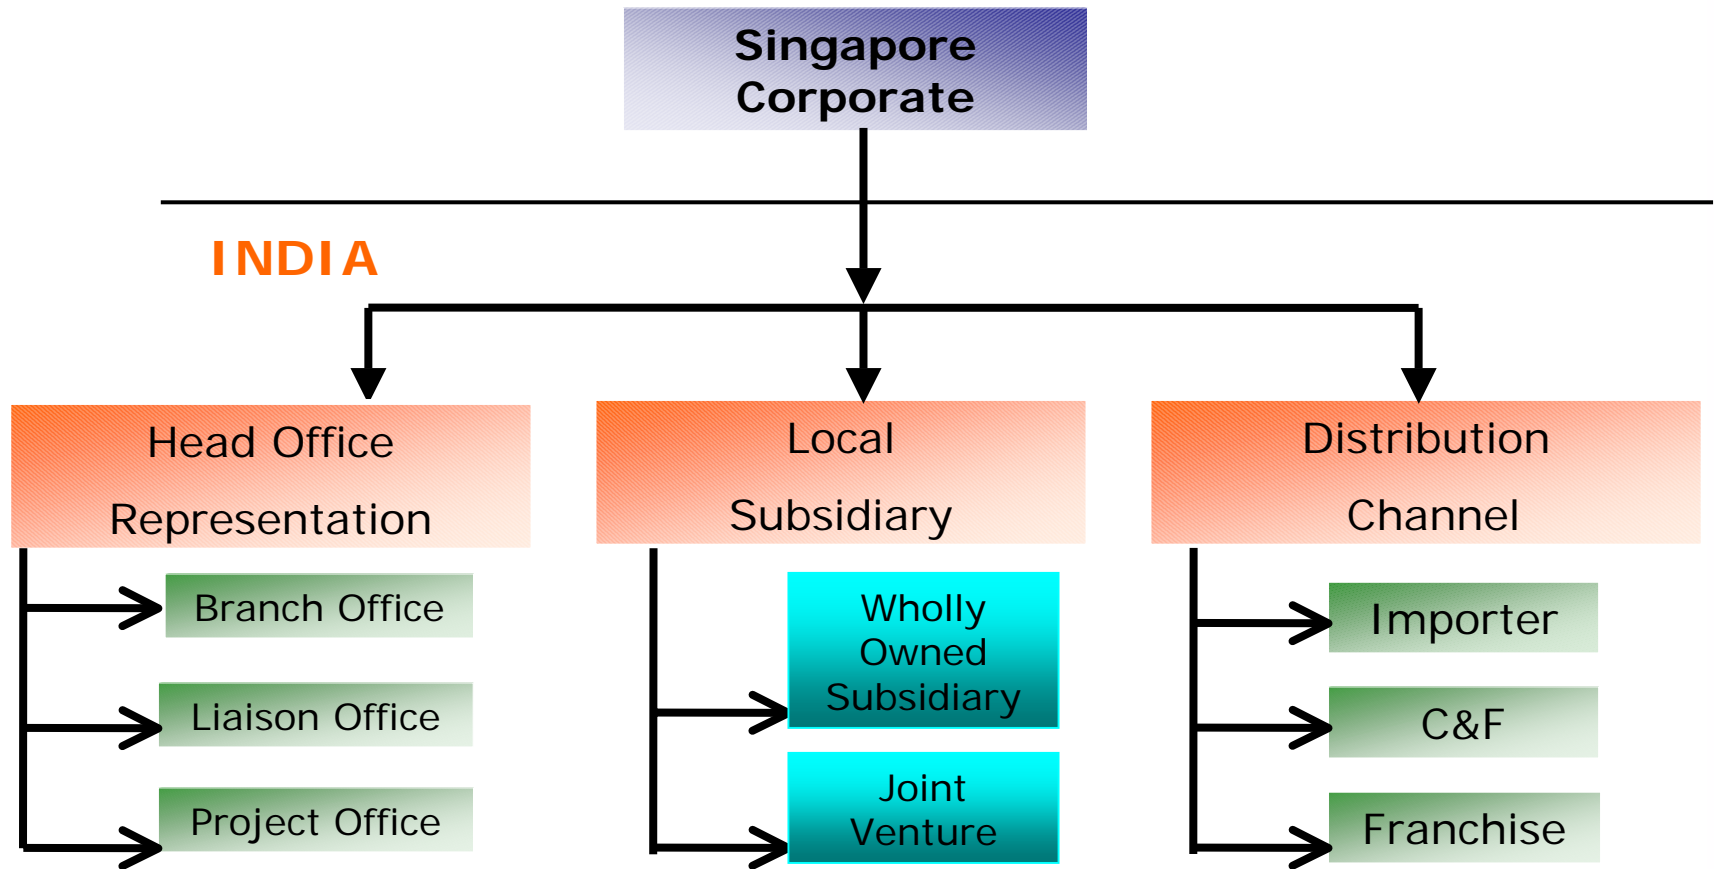 Singapore
Corporate
INDIA
Head Office
Representation
Branch Office
Liaison Office
Project Office
Local
Subsidiary
Wholly
Owned
Subsidiary
Joint
Venture
Distribution
Channel
Importer
C&F
Franchise